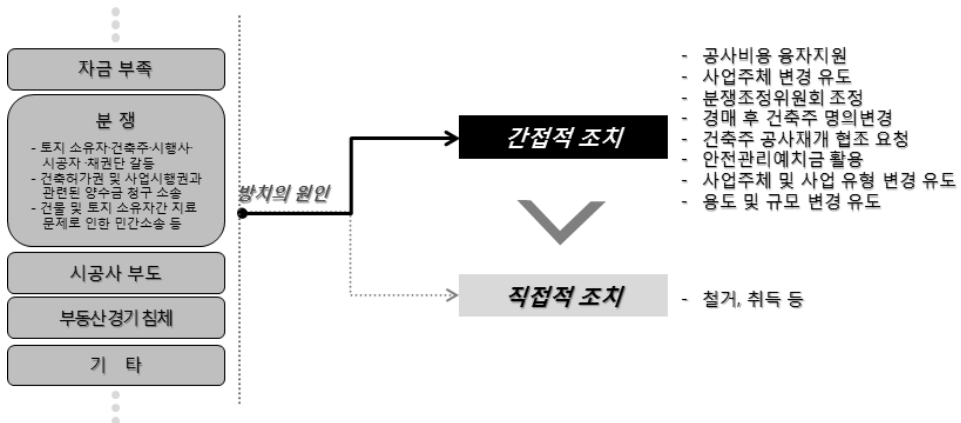 자금 부족
분 쟁
- 토지 소유자·건축주·시행사·
시공자·채권단 갈등
- 건축허가권 및 사업시행권과
관련된 양수금 청구 소송
- 건물 및 토지 소유자간 지료
문제로 인한 민간소송 등
시공사 부도
부동산경기 침체
기 타
방치의 원인
간접적 조치
- 공사비용 융자지원
- 사업주체 변경 유도
- 분쟁조정위원회 조정
- 경매 후 건축주 명의변경
- 건축주 공사재개 협조 요청
- 안전관리예치금 활용
- 사업주체 및 사업 유형 변경 유도
- 용도 및 규모 변경 유도
직접적 조치
- 철거, 취득 등